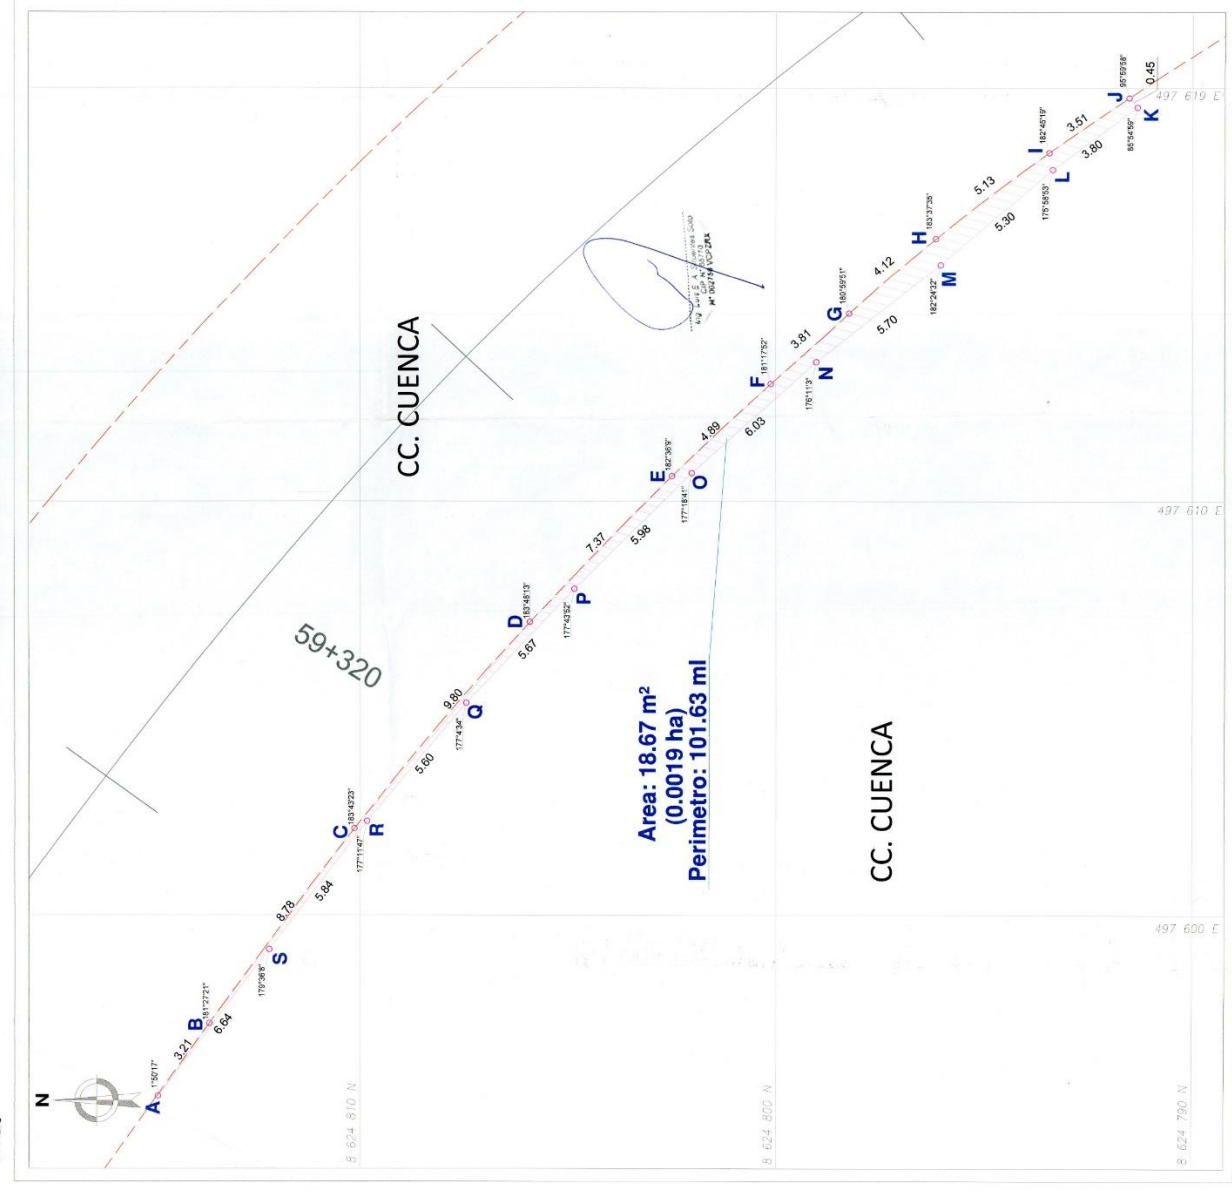 N
A
1°50'17"
3.21
B
181°27'21"
6.64
S
179°36'8"
8.78
5.84
C
183°43'23"
177°11'47"
R
9.80
5.60
Q
177°4'34"
D
183°48'13"
5.67
177°43'52"
P
7.37
5.98
E
182°36'9"
177°18'41"
O
4.89
6.03
F
181°17'52"
3.81
176°11'3"
N
G
180°59'51"
4.12
5.70
H
183°37'35"
182°24'32"
M
5.13
5.30
I
182°45'19"
175°58'53"
L
3.51
3.80
J
95°59'58"
K
0.45
59+320
CC. CUENCA
CC. CUENCA
Area: 18.67 m²
(0.0019 ha)
Perimetro: 101.63 ml
N° 002754 VCPZRIX
8 624 810 N
8 624 800 N
8 624 790 N
497 600 E
497 610 E
497 619 E